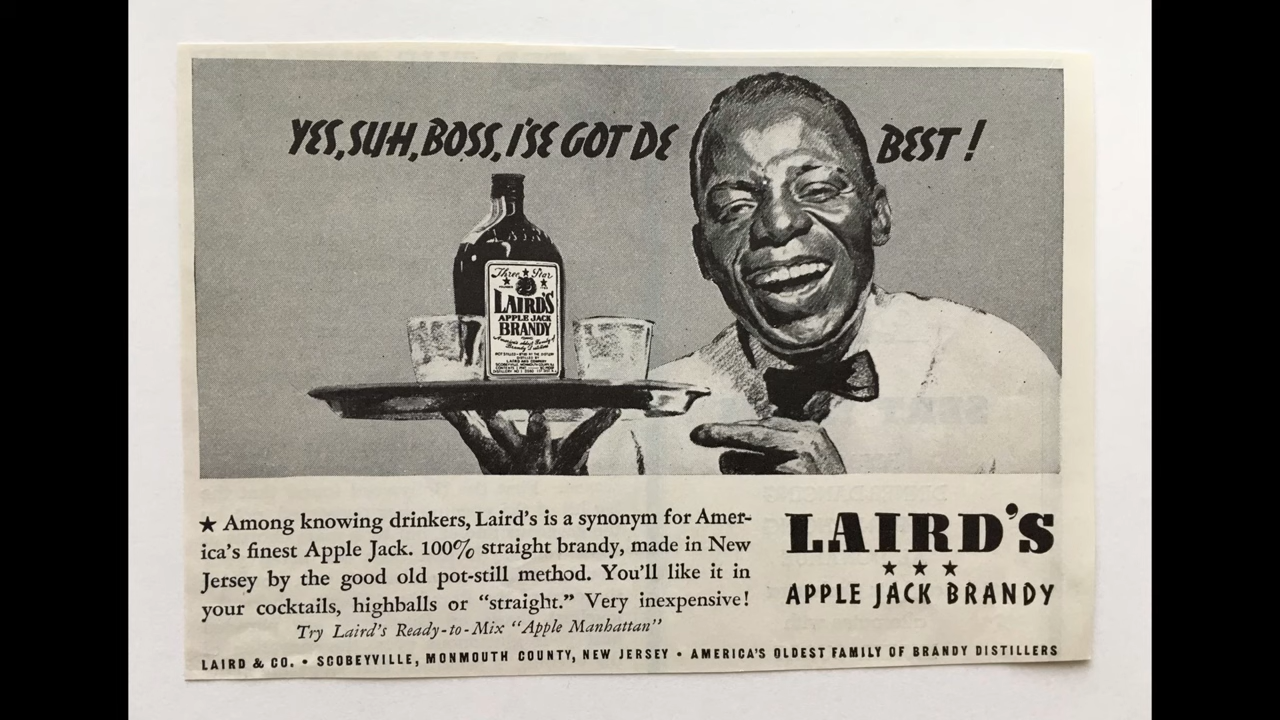 YES, SUH, BOSS, I'SE GOT DE BEST!
Three Star
LAIRD'S
APPLE JACK
BRANDY
★ Among knowing drinkers, Laird's is a synonym for Amer-
ica's finest Apple Jack. 100% straight brandy, made in New
Jersey by the good old pot-still method. You'll like it in
your cocktails, highballs or "straight." Very inexpensive!
Try Laird's Ready-to-Mix "Apple Manhattan"
LAIRD'S
★ ★ ★
APPLE JACK BRANDY
LAIRD & CO. • SCOBEYVILLE, MONMOUTH COUNTY, NEW JERSEY • AMERICA'S OLDEST FAMILY OF BRANDY DISTILLERS